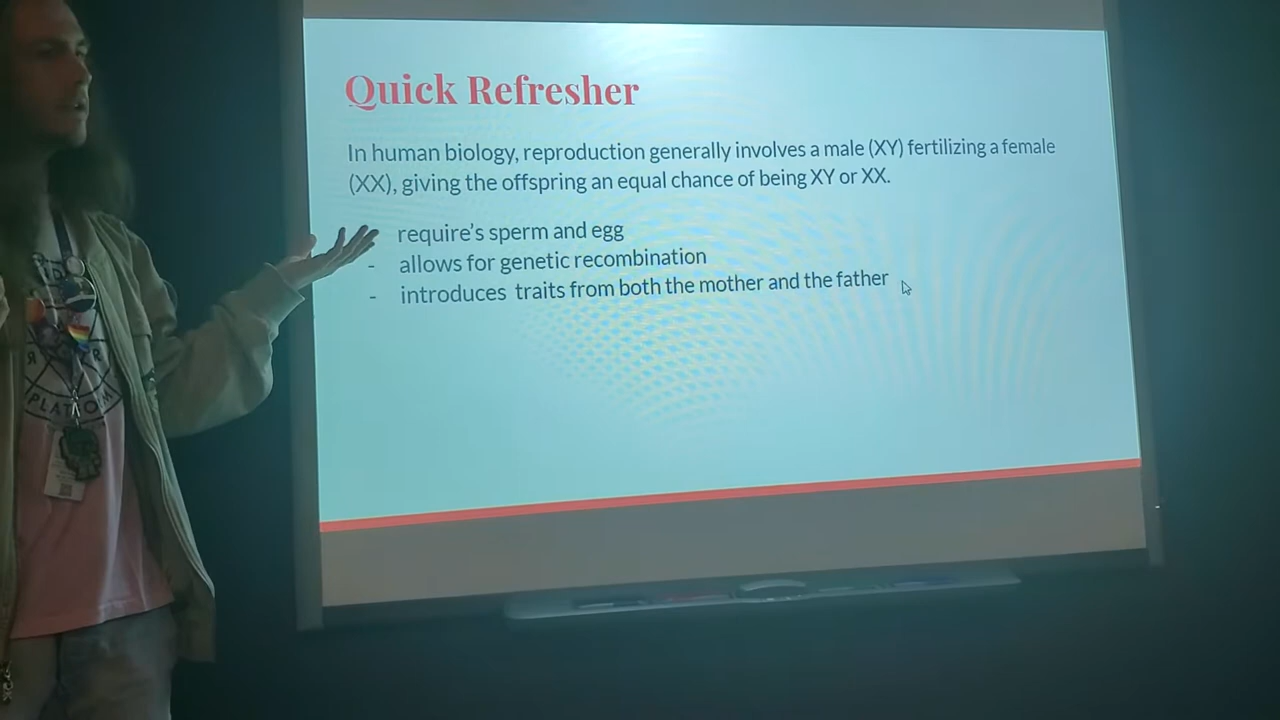 Quick Refresher
In human biology, reproduction generally involves a male (XY) fertilizing a female
(XX), giving the offspring an equal chance of being XY or XX.
require's sperm and egg
- allows for genetic recombination
- introduces traits from both the mother and the father
PLATFORM